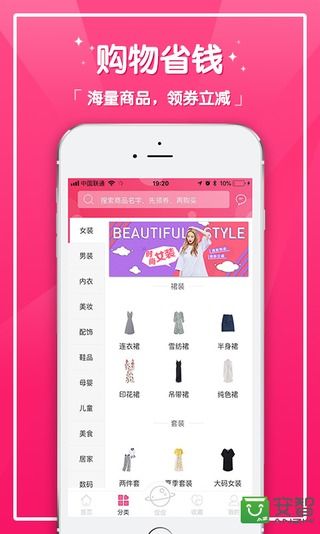 购物省钱
「 海量商品，领券立减 」
中国联通
19:20
搜索商品名字、先领券、再购买
女装
男装
内衣
美妆
配饰
鞋品
母婴
儿童
美食
居家
数码
BEAUTIFUL STYLE
时尚女装
裙装
连衣裙
雪纺裙
半身裙
印花裙
吊带裙
纯色裙
套装
两件套
夏季套装
大码女装
首页
分类
收藏
安智